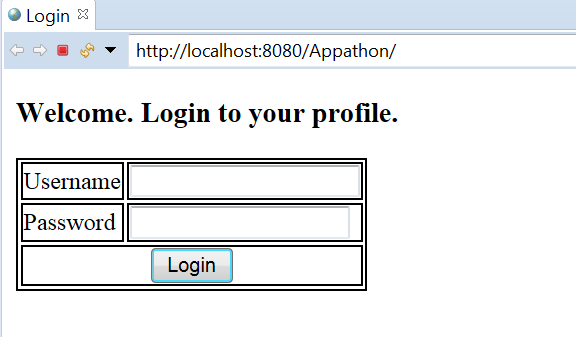 Login
http://localhost:8080/Appathon/
Welcome. Login to your profile.
Username
Password
Login